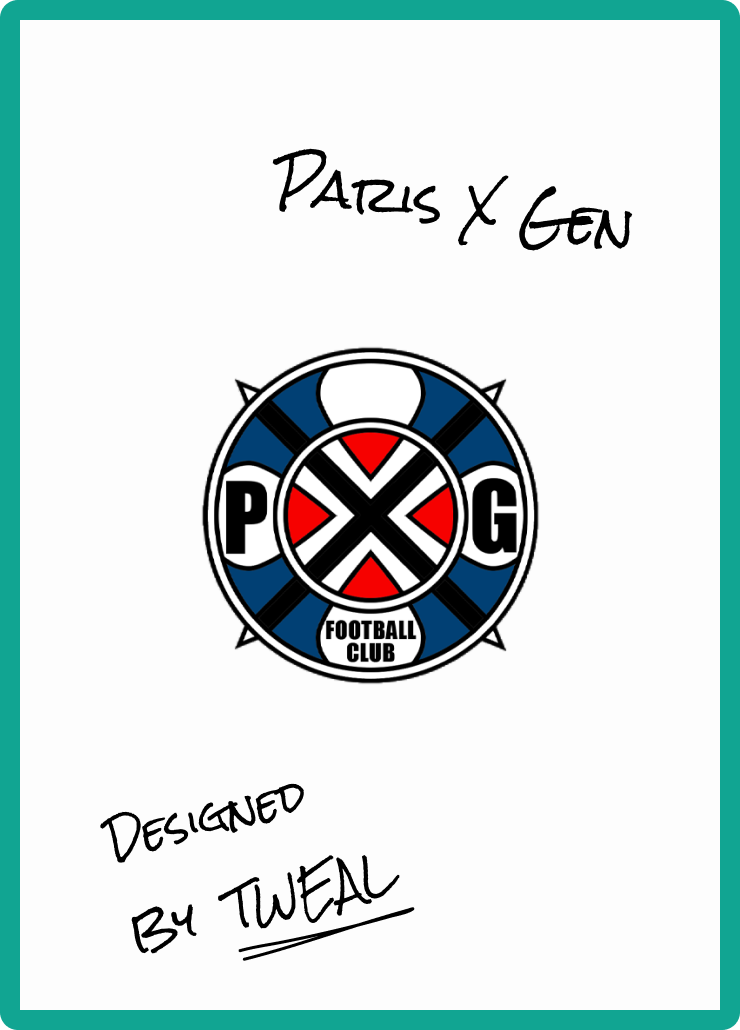 PARIS X GEN
P X G
FOOTBALL
CLUB
DESIGNED
BY TWEAL